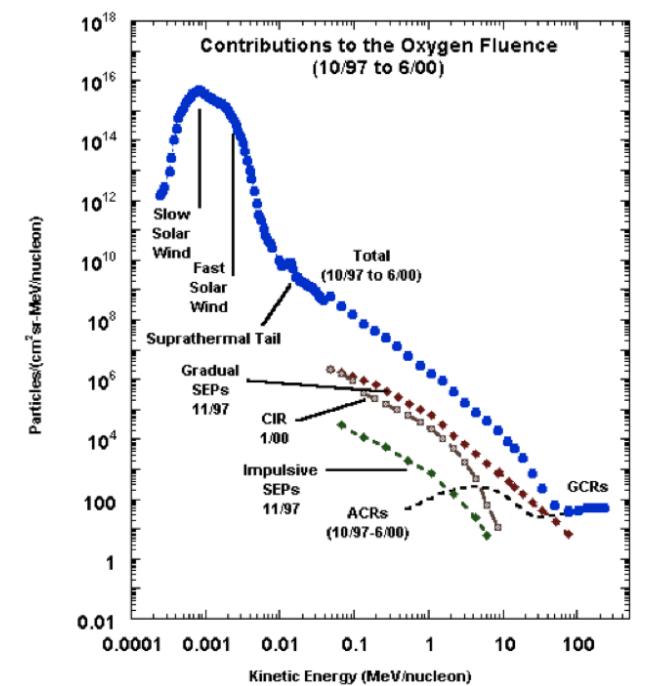 Contributions to the Oxygen Fluence
(10/97 to 6/00)
10^18
10^16
10^14
10^12
10^10
10^8
10^6
10^4
100
1
0.01
Particles/(cm^2sr-MeV/nucleon)
Slow
Solar
Wind
Fast
Solar
Wind
Suprathermal Tail
Total
(10/97 to 6/00)
Gradual
SEPs
11/97
CIR
1/00
Impulsive
SEPs
11/97
ACRs
(10/97-6/00)
GCRs
0.0001 0.001 0.01 0.1 1 10 100
Kinetic Energy (MeV/nucleon)